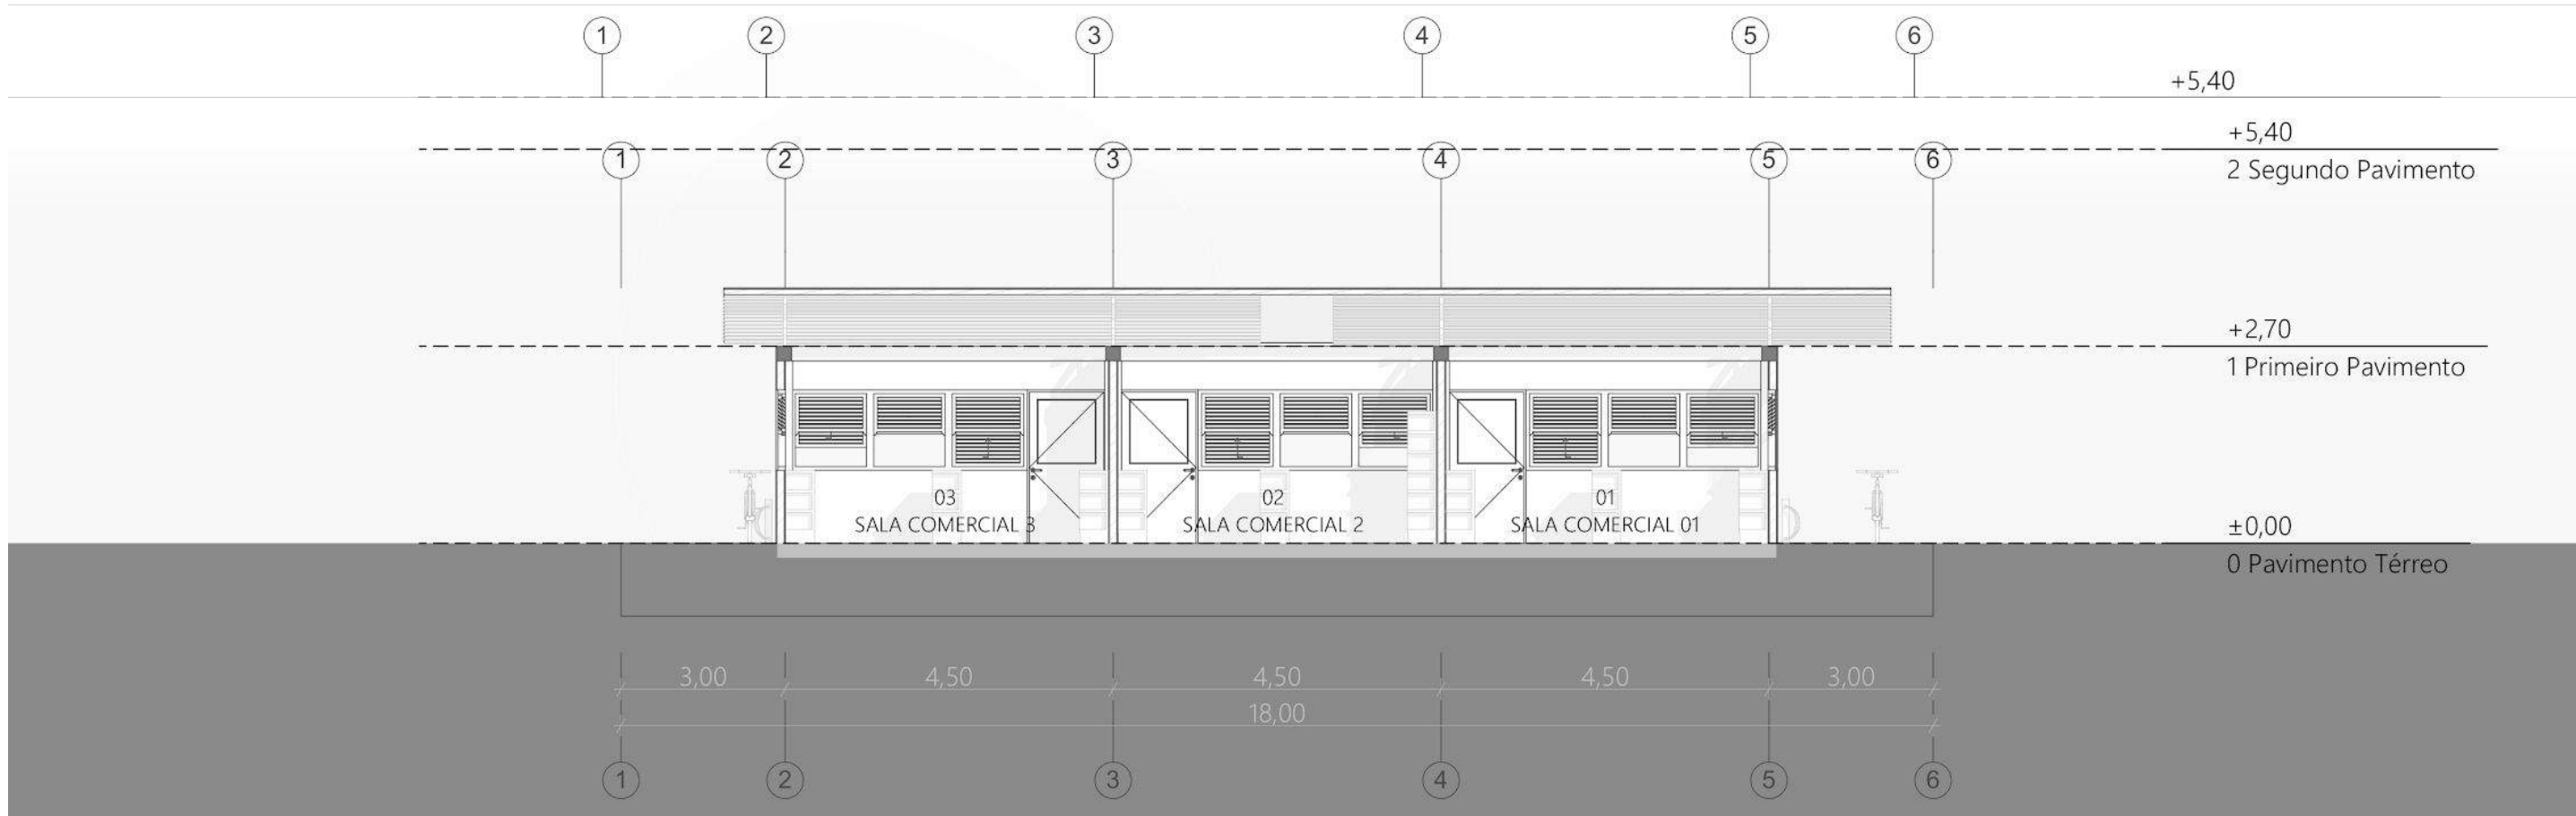 1 2 3 4 5 6
+5,40
+5,40
1 2 3 4 5 6
2 Segundo Pavimento
+2,70
1 Primeiro Pavimento
03 02 01
SALA COMERCIAL 3 SALA COMERCIAL 2 SALA COMERCIAL 01
±0,00
0 Pavimento Térreo
3,00 4,50 4,50 4,50 3,00
18,00
1 2 3 4 5 6